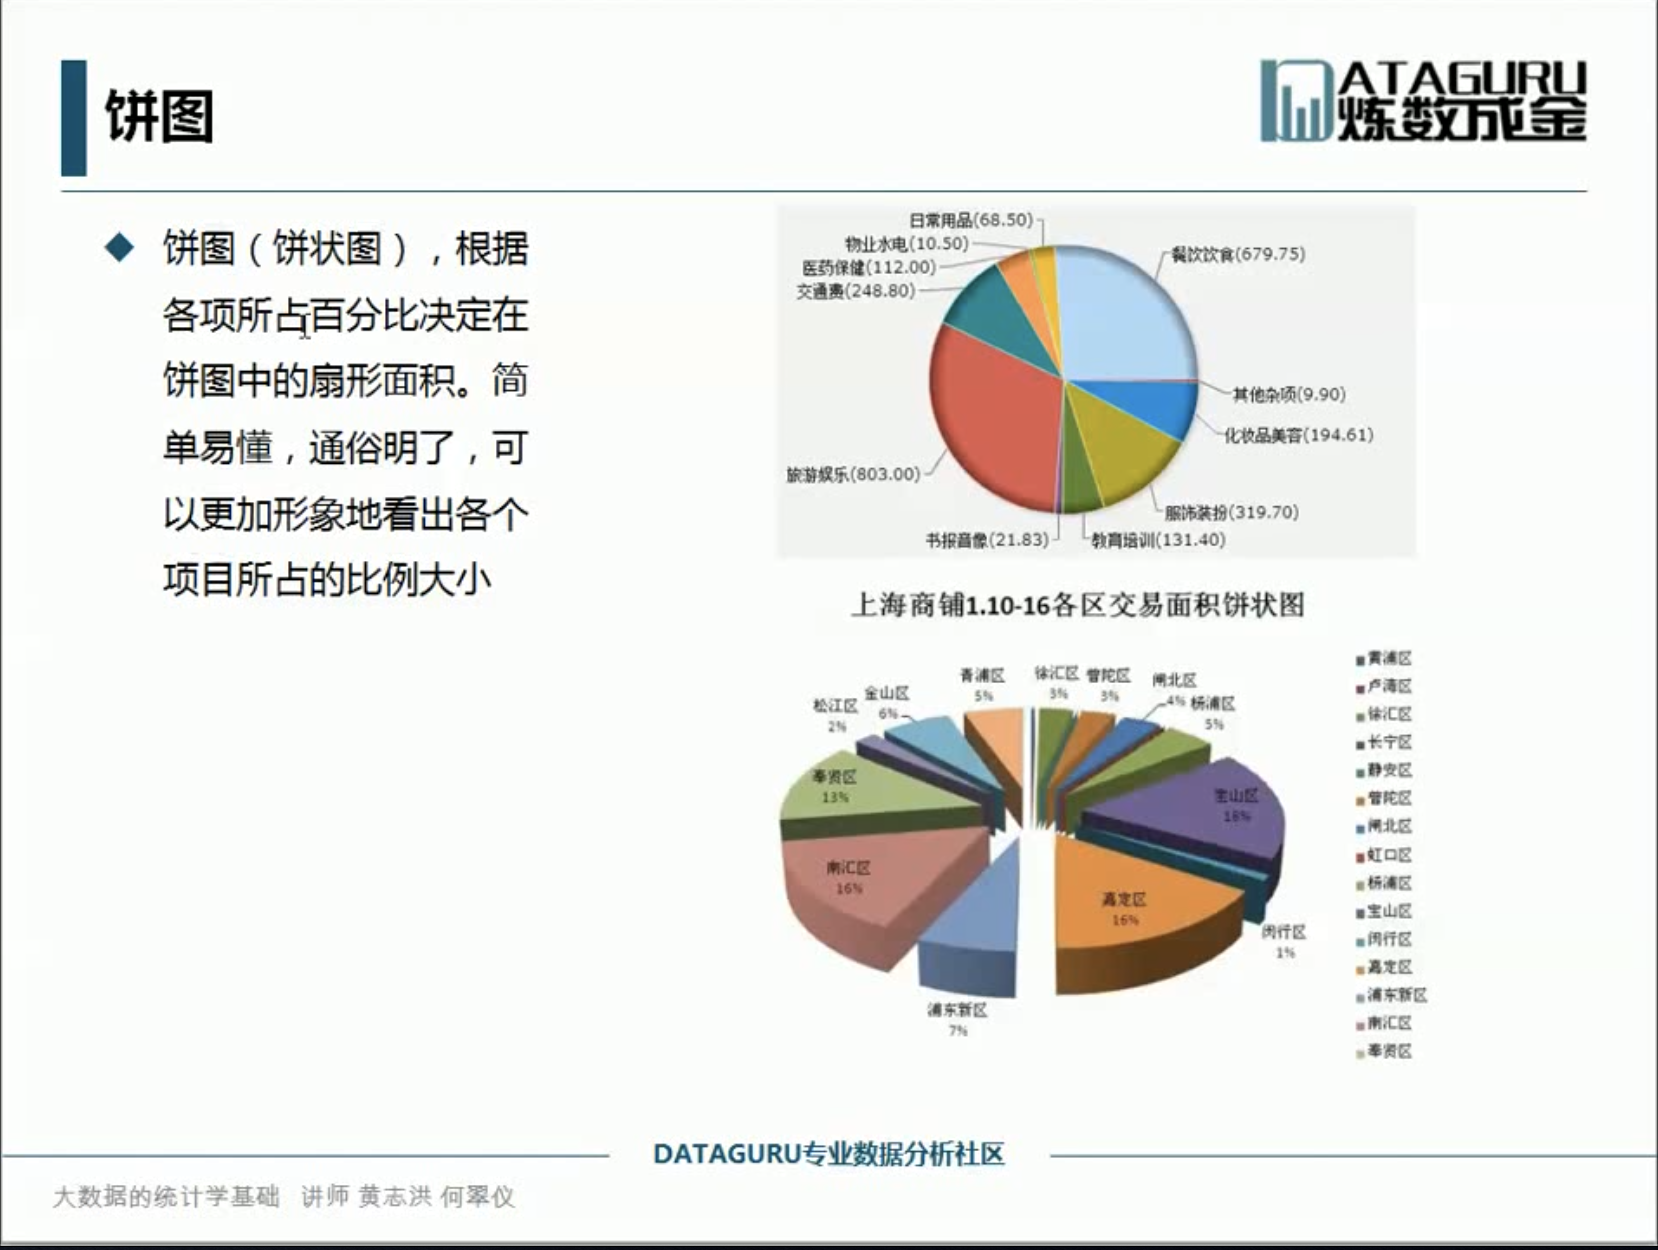 饼图
DATAGURU
炼数成金
饼图（饼状图），根据
各项所占百分比决定在
饼图中的扇形面积。简
单易懂，通俗明了，可
以更加形象地看出各个
项目所占的比例大小
日常用品(68.50)
物业水电(10.50)
医药保健(112.00)
交通费(248.80)
餐饮饮食(679.75)
其他杂项(9.90)
化妆品美容(194.61)
旅游娱乐(803.00)
服饰装扮(319.70)
书报音像(21.83)
教育培训(131.40)
上海商铺1.10-16各区交易面积饼状图
青浦区
5%
徐汇区
3%
普陀区
3%
闸北区
4%
杨浦区
5%
金山区
6%
松江区
2%
奉贤区
13%
宝山区
18%
南汇区
16%
嘉定区
16%
闵行区
1%
浦东新区
7%
黄浦区
卢湾区
徐汇区
长宁区
静安区
普陀区
闸北区
虹口区
杨浦区
宝山区
闵行区
嘉定区
浦东新区
南汇区
奉贤区
DATAGURU专业数据分析社区
大数据的统计学基础 讲师 黄志洪 何翠仪